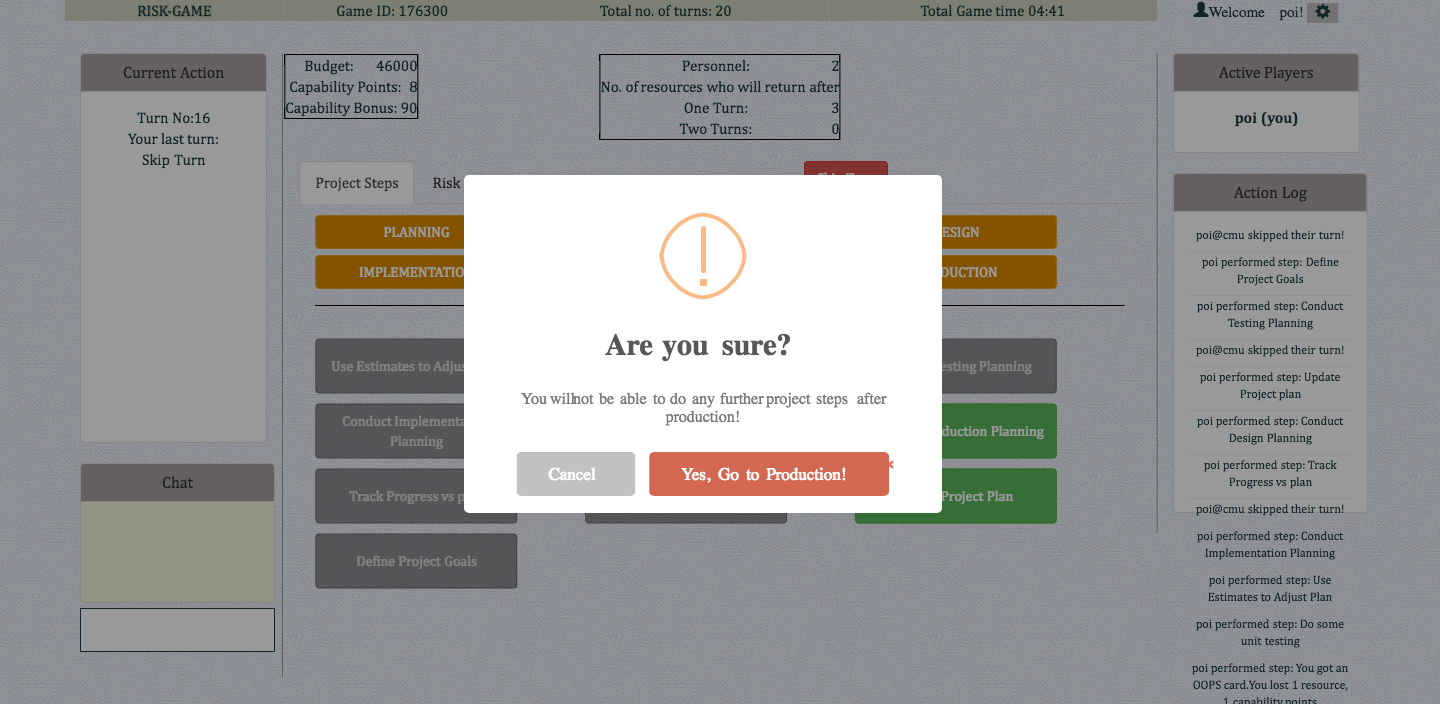 RISK-GAME
Game ID: 176300
Total no. of turns: 20
Total Game time 04:41
Welcome poi!
Current Action
Turn No:16
Your last turn:
Skip Turn
Budget: 46000
Capability Points: 8
Capability Bonus: 90
Personnel: 2
No. of resources who will return after
One Turn: 3
Two Turns: 0
Project Steps
Risk
PLANNING
ESIGN
IMPLEMENTATIO
DUCTION
Use Estimates to Adjus
esting Planning
Conduct Implementa
Planning
duction Planning
Track Progress vs p
Project Plan
Define Project Goals
Are you sure?
You will not be able to do any further project steps after
production!
Cancel
Yes, Go to Production!
Chat
Active Players
poi (you)
Action Log
poi@cmu skipped their turn!
poi performed step: Define
Project Goals
poi performed step: Conduct
Testing Planning
poi@cmu skipped their turn!
poi performed step: Update
Project plan
poi performed step: Conduct
Design Planning
poi performed step: Track
Progress vs plan
poi@cmu skipped their turn!
poi performed step: Conduct
Implementation Planning
poi performed step: Use
Estimates to Adjust Plan
poi performed step: Do some
unit testing
poi performed step: You got an
OOPS card.You lost 1 resource,
1 capability points